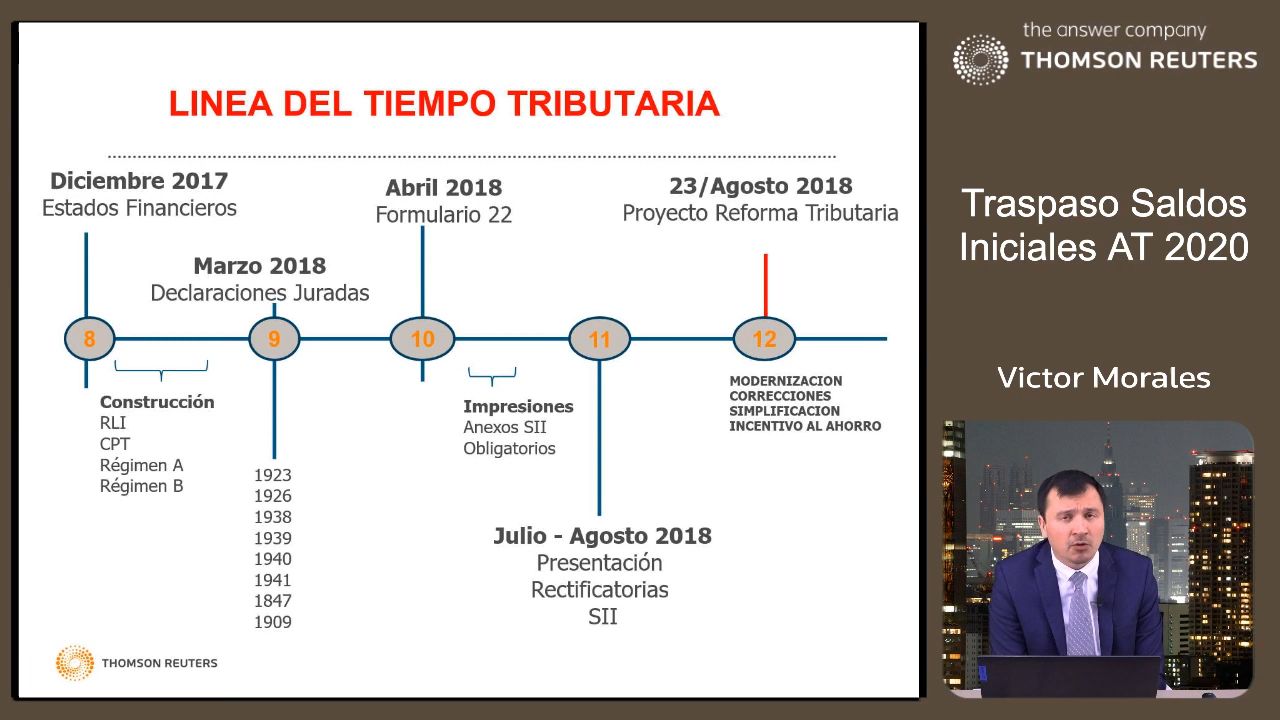 LINEA DEL TIEMPO TRIBUTARIA
Diciembre 2017
Estados Financieros
Marzo 2018
Declaraciones Juradas
Abril 2018
Formulario 22
23/Agosto 2018
Proyecto Reforma Tributaria
8
9
10
11
12
Construcción
RLI
CPT
Régimen A
Régimen B
1923
1926
1938
1939
1940
1941
1847
1909
Impresiones
Anexos SII
Obligatorios
Julio - Agosto 2018
Presentación
Rectificatorias
SII
MODERNIZACION
CORRECCIONES
SIMPLIFICACION
INCENTIVO AL AHORRO
THOMSON REUTERS
the answer company
THOMSON REUTERS
Traspaso Saldos
Iniciales AT 2020
Victor Morales